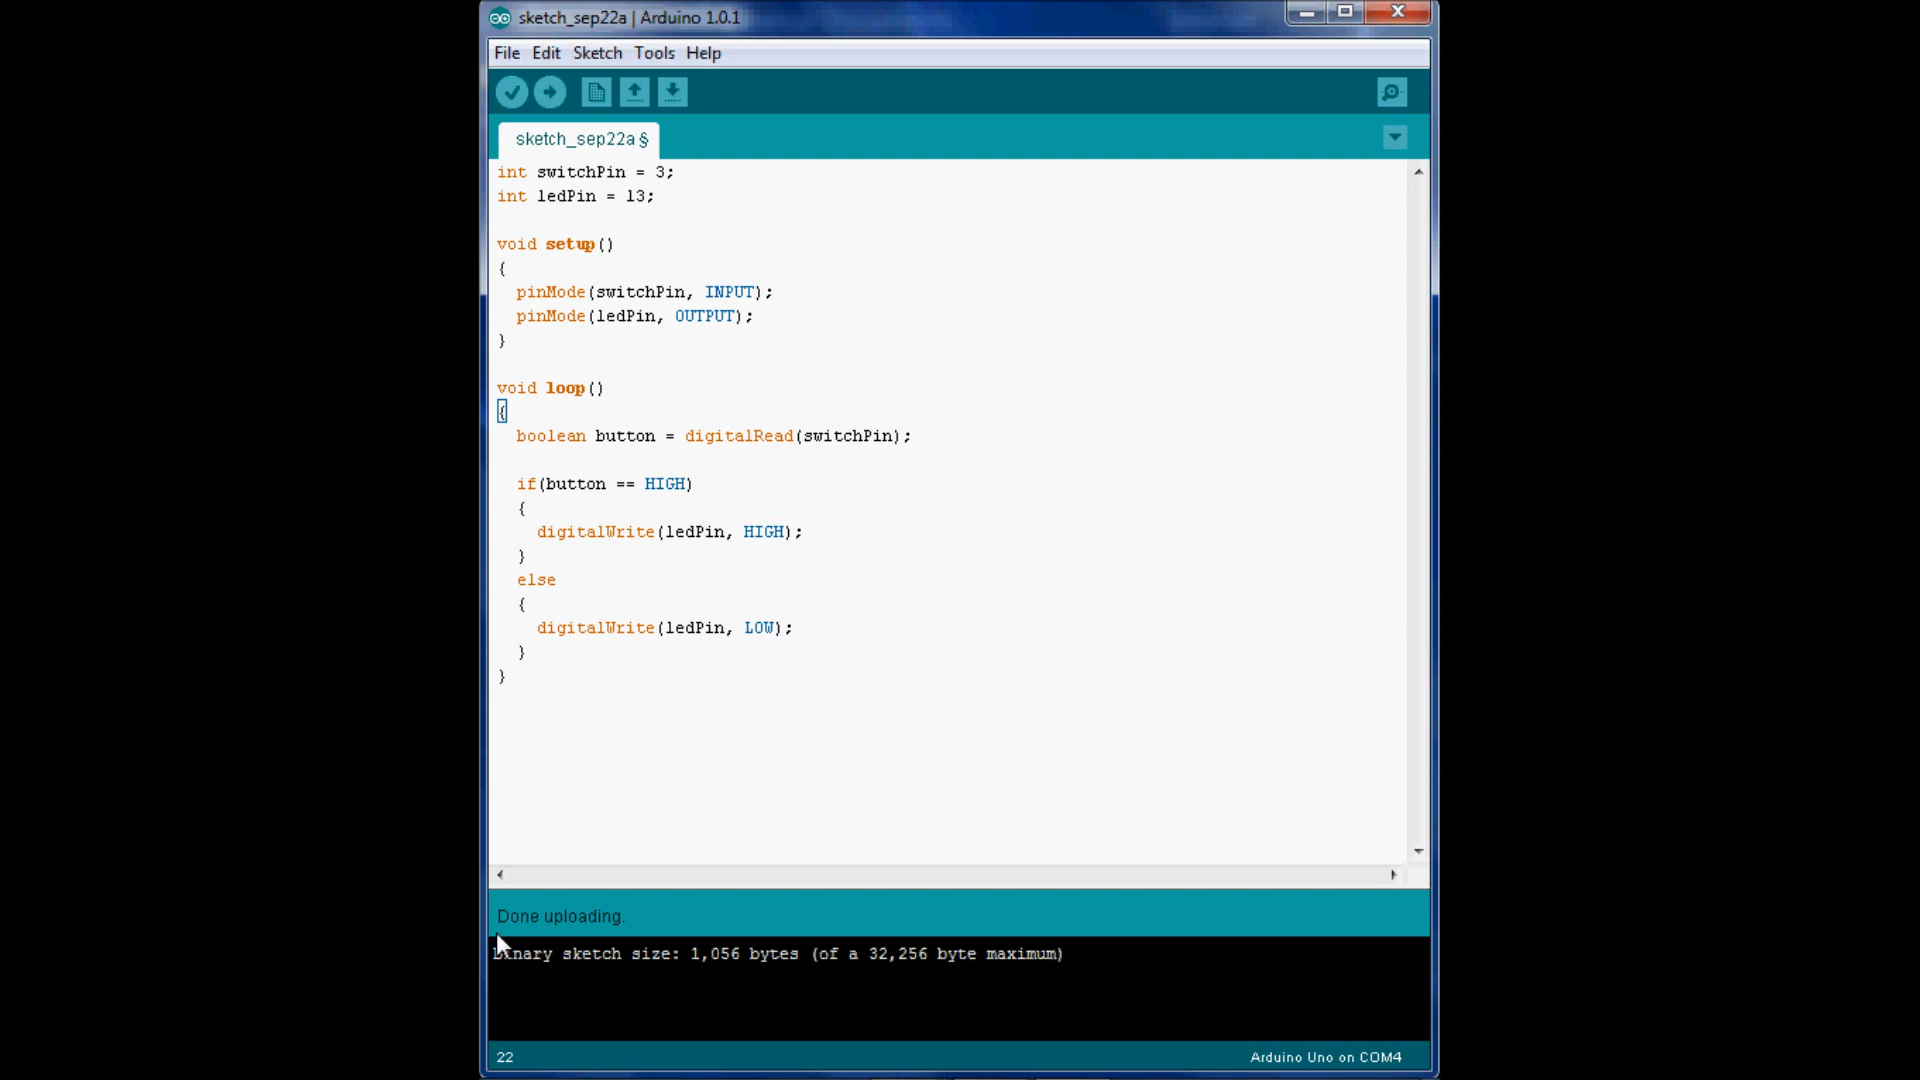 sketch_sep22a | Arduino 1.0.1
File Edit Sketch Tools Help
sketch_sep22a §
int switchPin = 3;
int ledPin = 13;
void setup()
{
pinMode(switchPin, INPUT);
pinMode(ledPin, OUTPUT);
}
void loop()
{
boolean button = digitalRead(switchPin);
if(button == HIGH)
{
digitalWrite(ledPin, HIGH);
}
else
{
digitalWrite(ledPin, LOW);
}
}
Done uploading.
Binary sketch size: 1,056 bytes (of a 32,256 byte maximum)
22 Arduino Uno on COM4